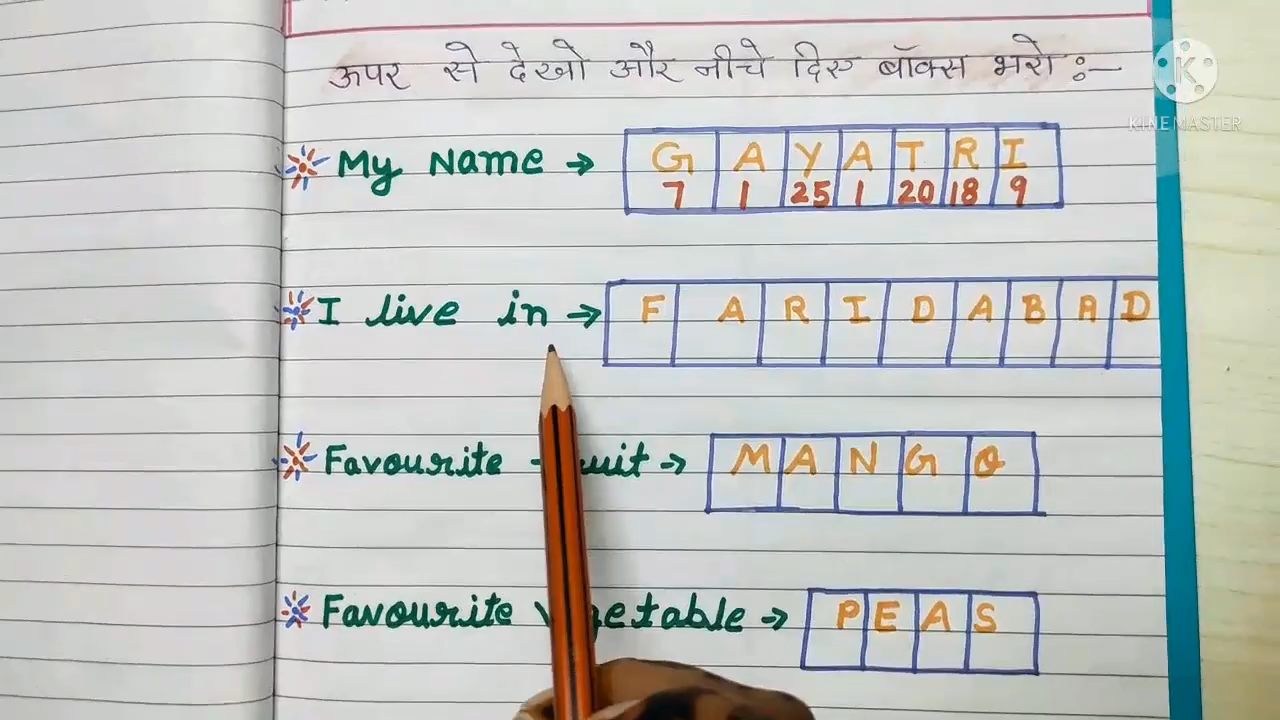 ऊपर से देखो और नीचे दिए बॉक्स भरो :-
KINEMASTER
My Name → G A Y A T R I
7 1 25 1 20 18 9
I live in → F A R I D A B A D
Favourite → M A N G O
Favourite → P E A S